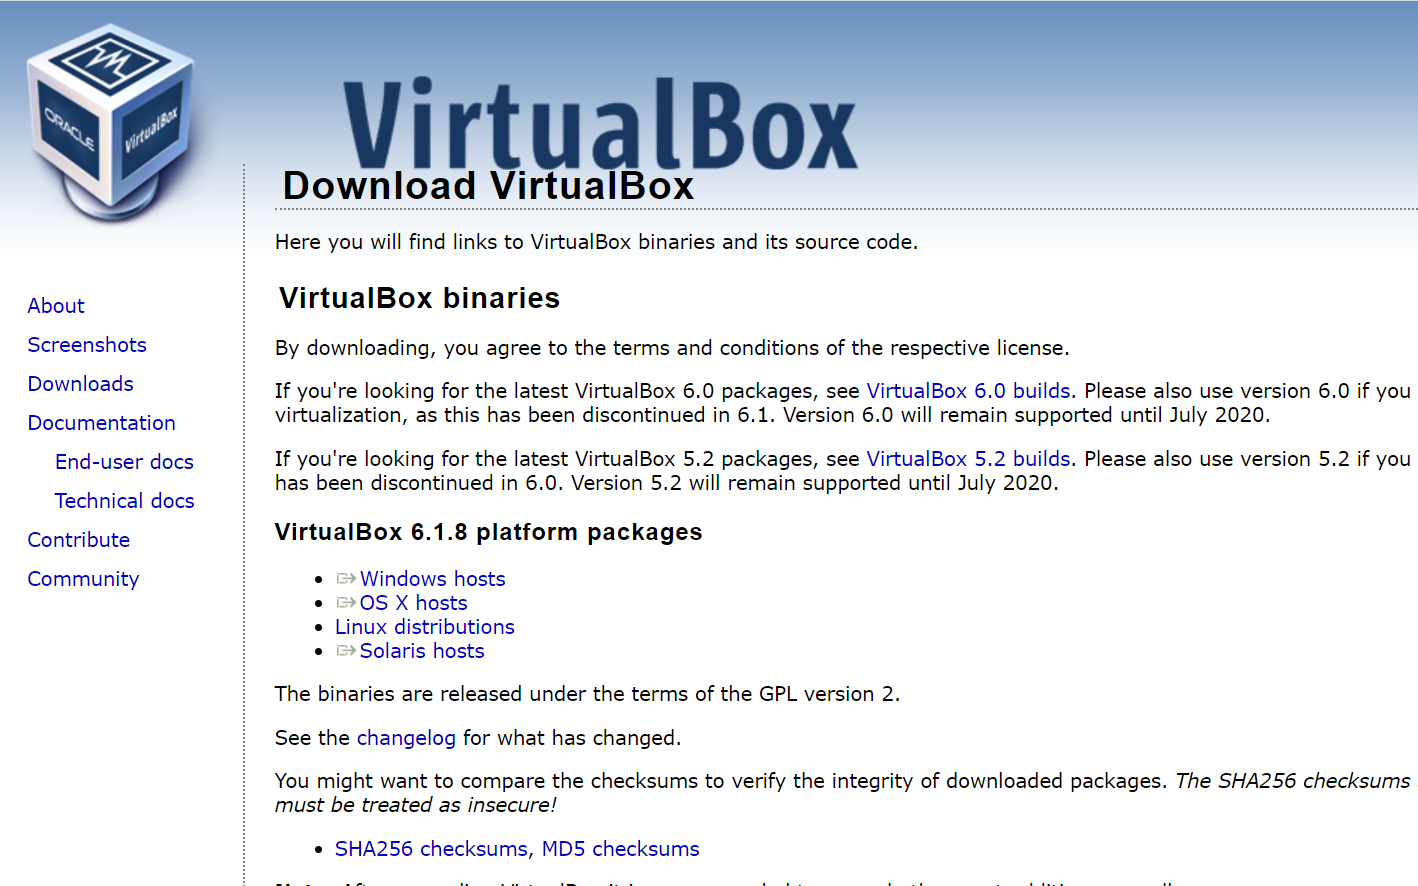 ORACLE
VirtualBox
VirtualBox
Download VirtualBox
Here you will find links to VirtualBox binaries and its source code.
About
Screenshots
Downloads
Documentation
End-user docs
Technical docs
Contribute
Community
VirtualBox binaries
By downloading, you agree to the terms and conditions of the respective license.
If you're looking for the latest VirtualBox 6.0 packages, see VirtualBox 6.0 builds. Please also use version 6.0 if you
virtualization, as this has been discontinued in 6.1. Version 6.0 will remain supported until July 2020.
If you're looking for the latest VirtualBox 5.2 packages, see VirtualBox 5.2 builds. Please also use version 5.2 if you
has been discontinued in 6.0. Version 5.2 will remain supported until July 2020.
VirtualBox 6.1.8 platform packages
• Windows hosts
• OS X hosts
• Linux distributions
• Solaris hosts
The binaries are released under the terms of the GPL version 2.
See the changelog for what has changed.
You might want to compare the checksums to verify the integrity of downloaded packages. The SHA256 checksums
must be treated as insecure!
• SHA256 checksums, MD5 checksums